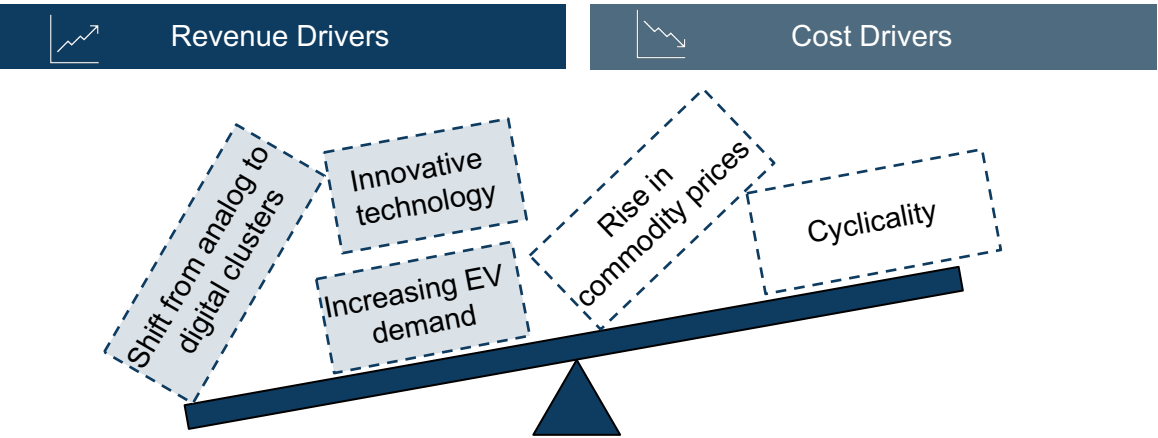 Revenue Drivers
Cost Drivers
Shift from analog to
digital clusters
Innovative
technology
Increasing EV
demand
Rise in
commodity prices
Cyclicality